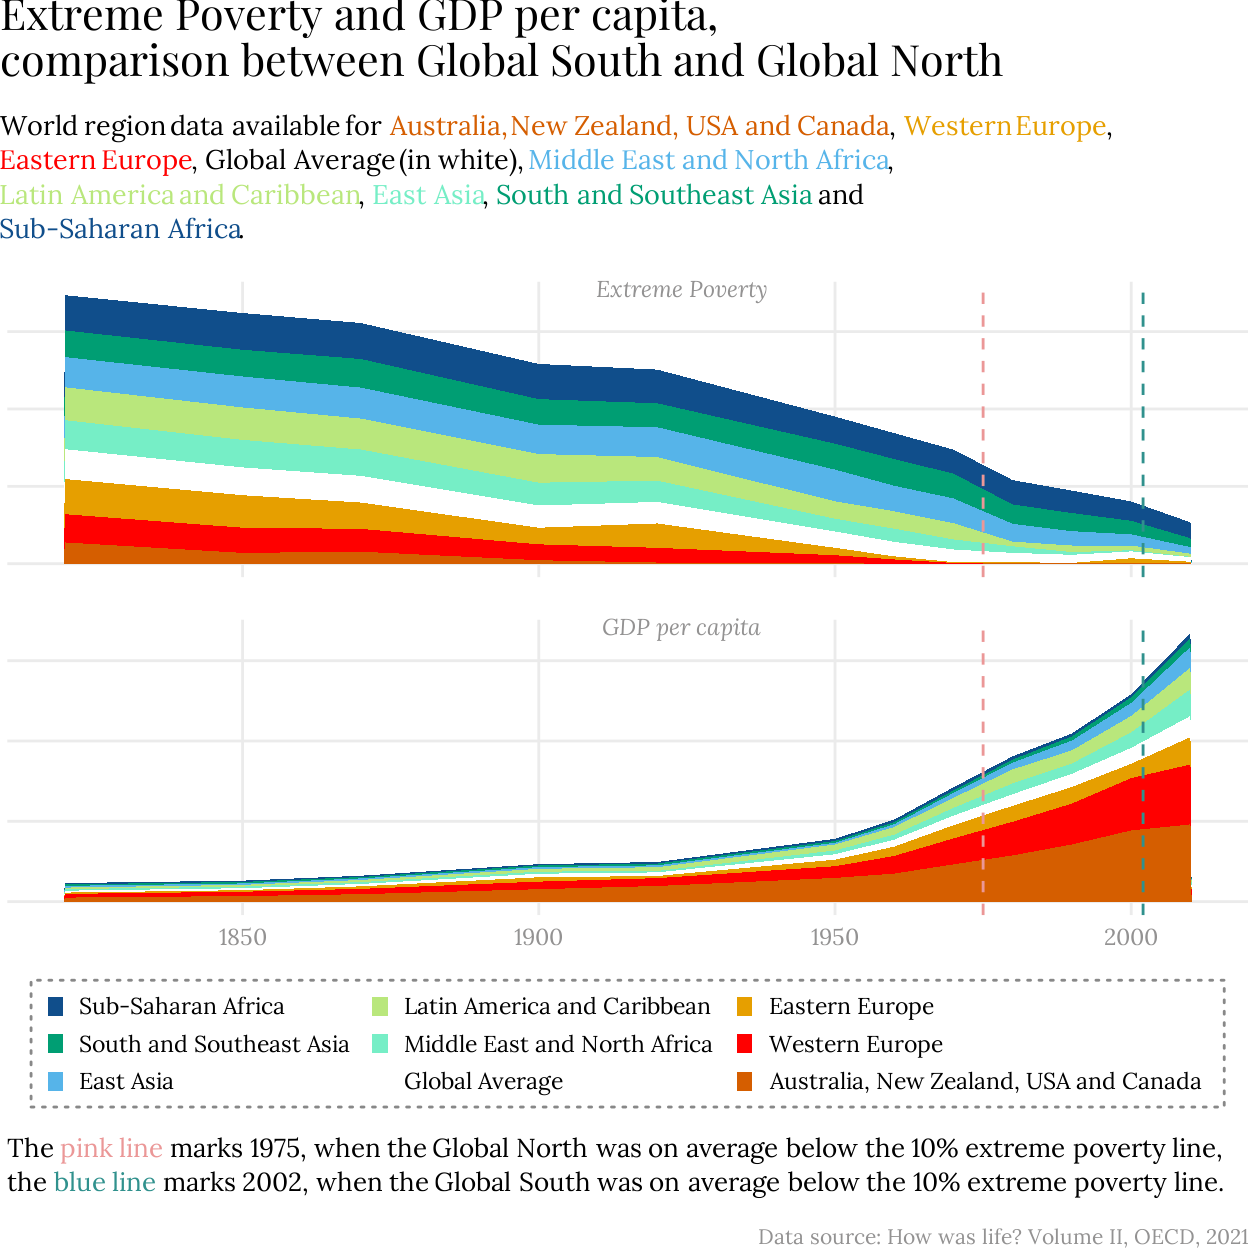 Extreme Poverty and GDP per capita,
comparison between Global South and Global North
World region data available for Australia, New Zealand, USA and Canada, Western Europe,
Eastern Europe, Global Average (in white), Middle East and North Africa,
Latin America and Caribbean, East Asia, South and Southeast Asia and
Sub-Saharan Africa.
Extreme Poverty
GDP per capita
1850 1900 1950 2000
Sub-Saharan Africa Latin America and Caribbean Eastern Europe
South and Southeast Asia Middle East and North Africa Western Europe
East Asia Global Average Australia, New Zealand, USA and Canada
The pink line marks 1975, when the Global North was on average below the 10% extreme poverty line,
the blue line marks 2002, when the Global South was on average below the 10% extreme poverty line.
Data source: How was life? Volume II, OECD, 2021